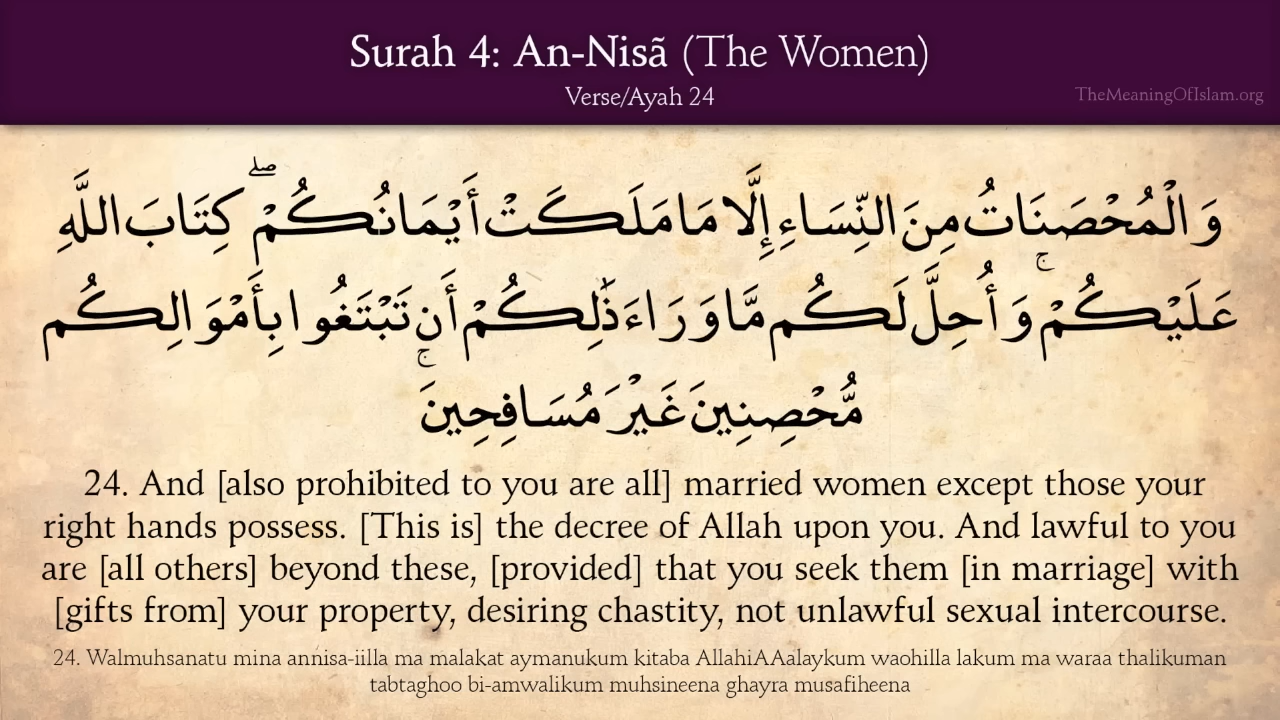 Surah 4: An-Nisã (The Women)
Verse/Ayah 24
TheMeaningOfIslam.org
وَالْمُحْصَنَاتُ مِنَ النِّسَاءِ إِلَّا مَا مَلَكَتْ أَيْمَانُكُمْ ۖ كِتَابَ اللَّهِ
عَلَيْكُمْ ۚ وَأُحِلَّ لَكُم مَّا وَرَاءَ ذَٰلِكُمْ أَن تَبْتَغُوا بِأَمْوَالِكُم
مُّحْصِنِينَ غَيْرَ مُسَافِحِينَ ۚ
24. And [also prohibited to you are all] married women except those your
right hands possess. [This is] the decree of Allah upon you. And lawful to you
are [all others] beyond these, [provided] that you seek them [in marriage] with
[gifts from] your property, desiring chastity, not unlawful sexual intercourse.
24. Walmuhsanatu mina annisa-iilla ma malakat aymanukum kitaba AllahiAAalaykum waohilla lakum ma waraa thalikuman
tabtaghoo bi-amwalikum muhsineena ghayra musafiheena